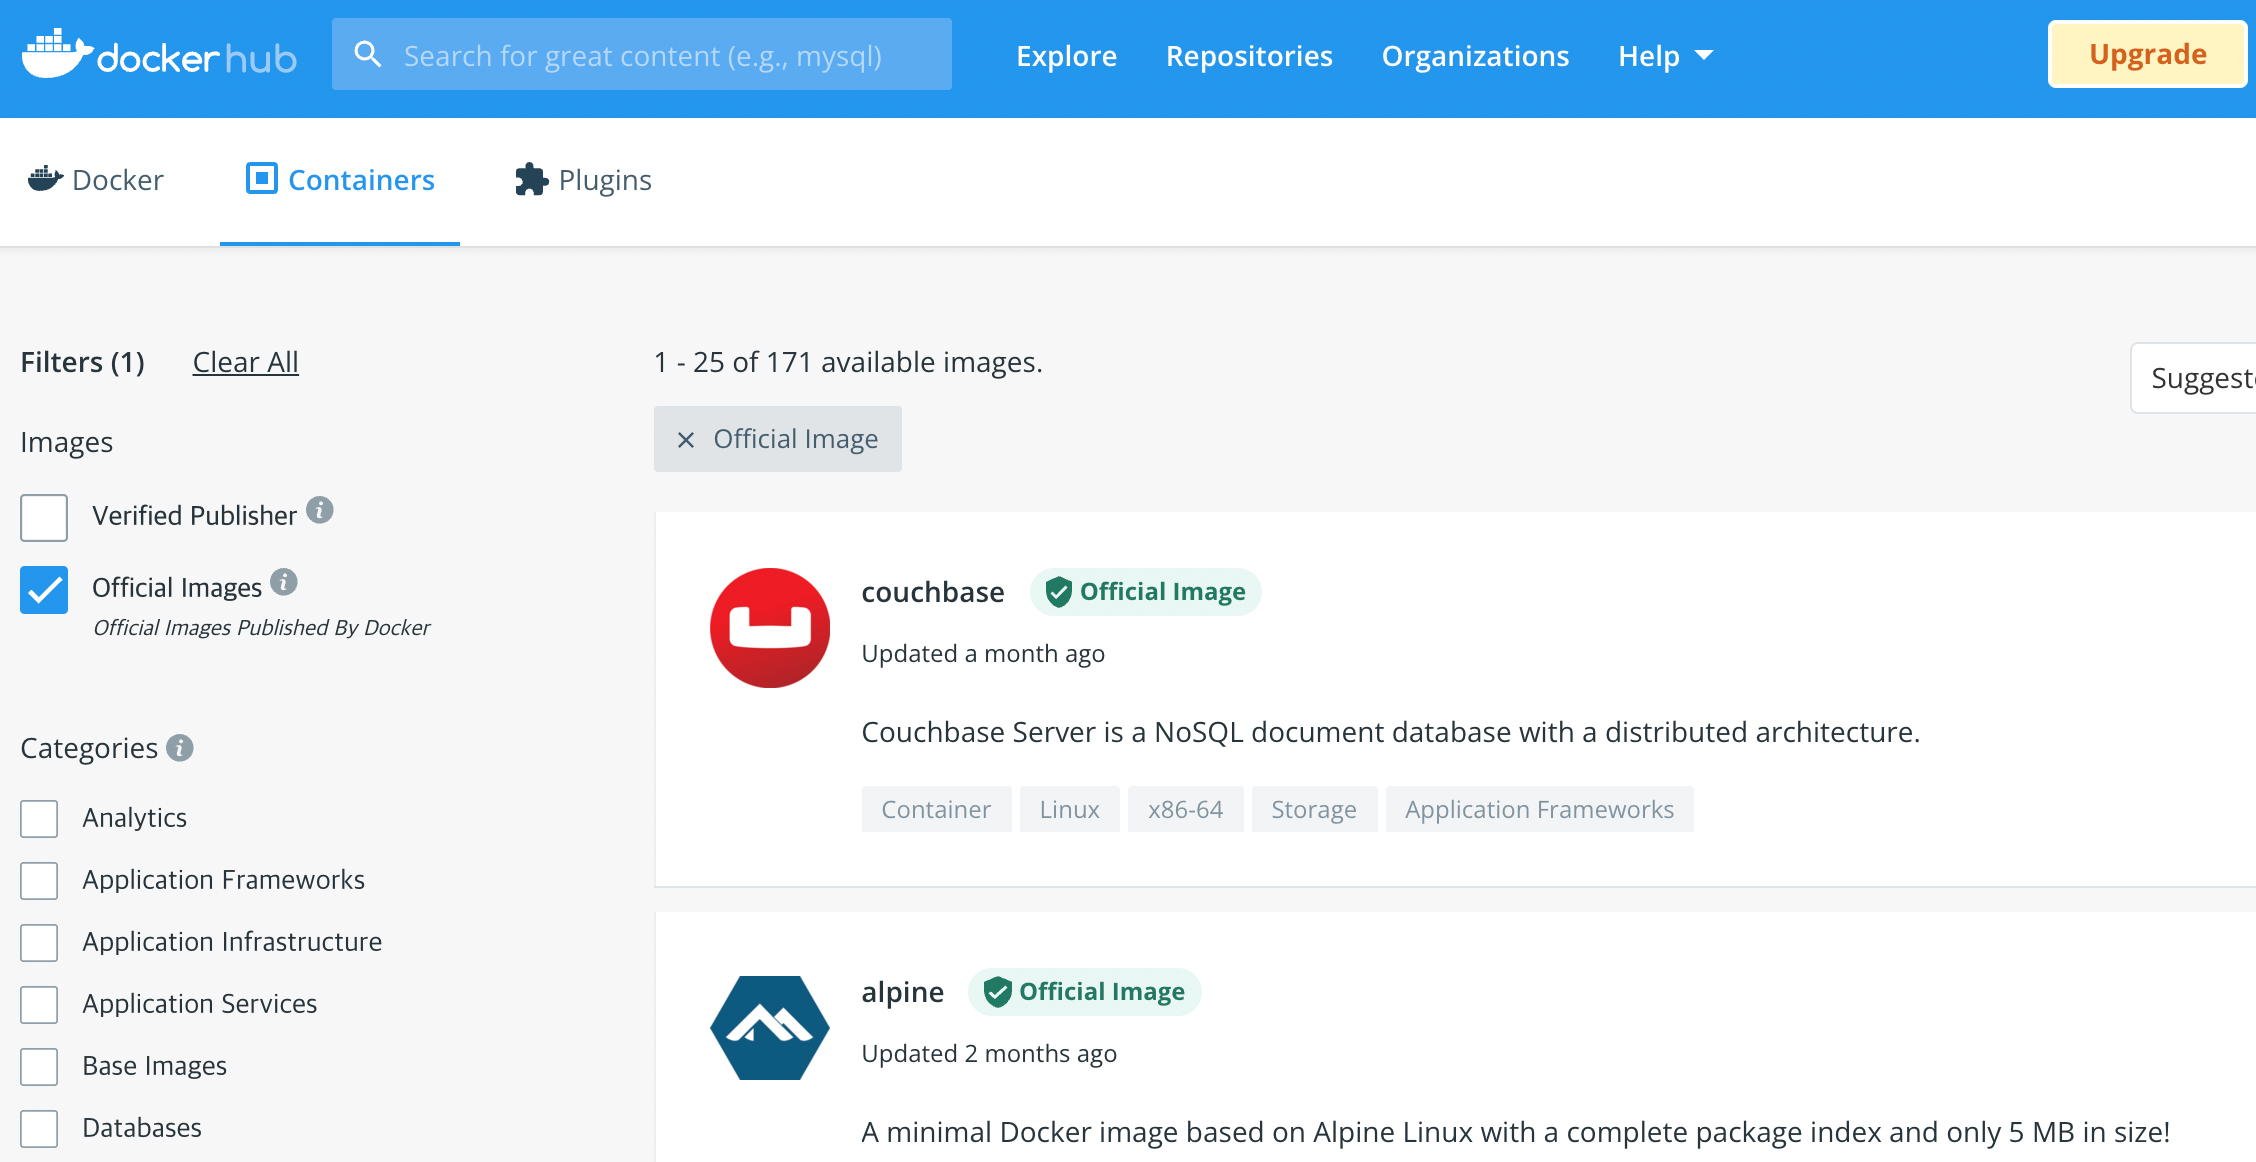 docker hub
Search for great content (e.g., mysql)
Explore
Repositories
Organizations
Help
Upgrade
Docker
Containers
Plugins
Filters (1)
Clear All
1 - 25 of 171 available images.
Suggest
Official Image
Images
Verified Publisher
Official Images
Official Images Published By Docker
Categories
Analytics
Application Frameworks
Application Infrastructure
Application Services
Base Images
Databases
couchbase
Official Image
Updated a month ago
Couchbase Server is a NoSQL document database with a distributed architecture.
Container
Linux
x86-64
Storage
Application Frameworks
alpine
Official Image
Updated 2 months ago
A minimal Docker image based on Alpine Linux with a complete package index and only 5 MB in size!